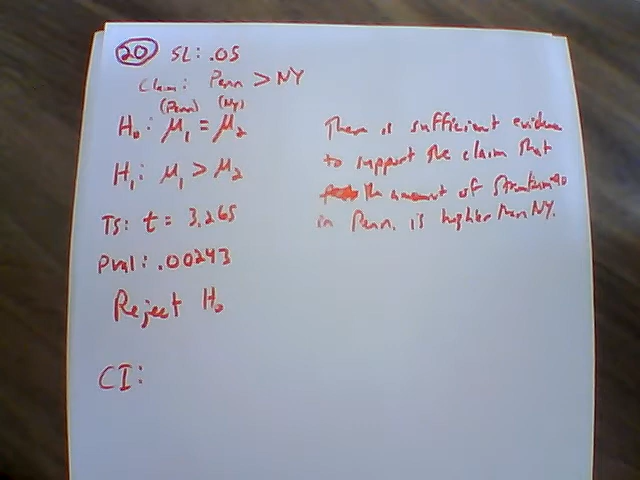 20 SL: .05
Claim: Penn > NY
(Penn) (NY)
H₀: μ₁ = μ₂
H₁: μ₁ > μ₂
TS: t = 3.265
Pval: .00243
Reject H₀
CI:
There is sufficient evidence
to support the claim that
the amount of Strontium-90
in Penn. is higher than NY.